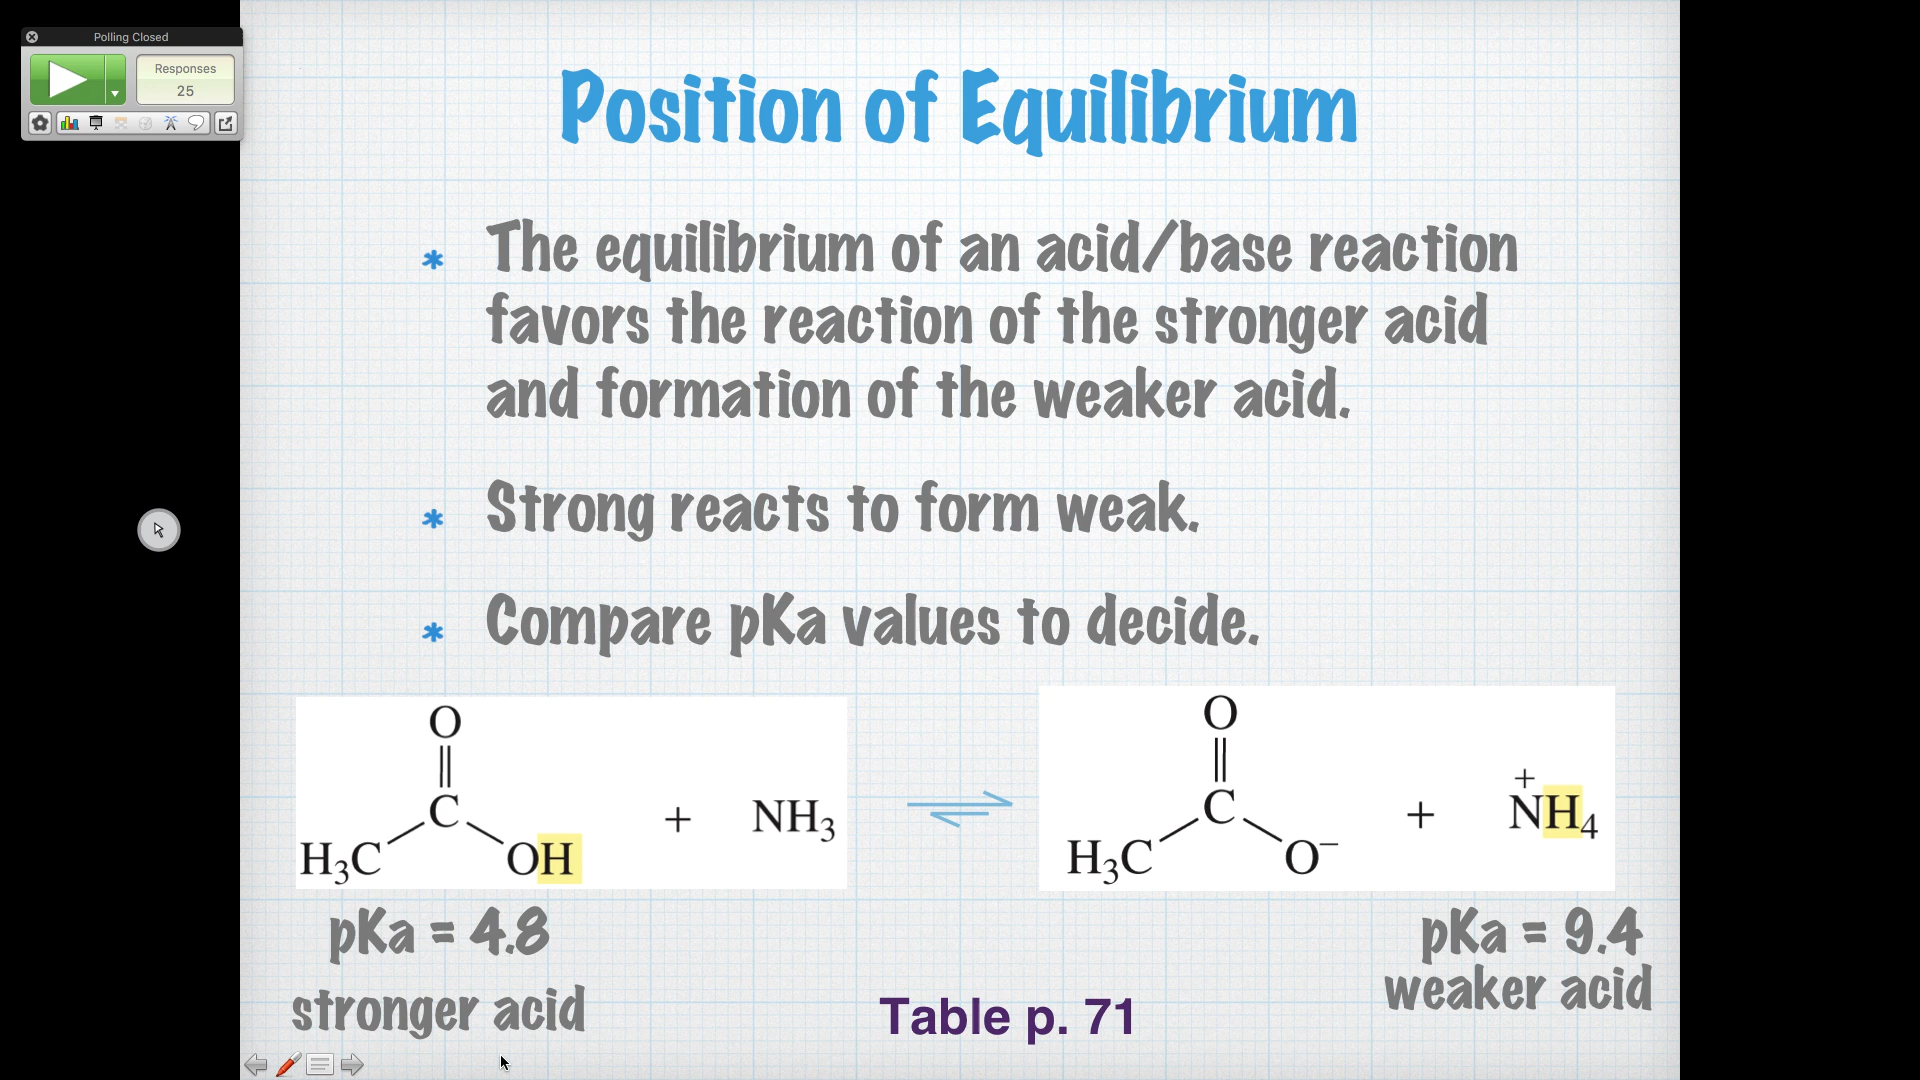 Polling Closed
Responses
25
Position of Equilibrium
* The equilibrium of an acid/base reaction
favors the reaction of the stronger acid
and formation of the weaker acid.
* Strong reacts to form weak.
* Compare pKa values to decide.
O
C
H₃C OH + NH₃
O
C
H₃C O⁻ + N⁺H₄
pKa = 4.8
stronger acid
pKa = 9.4
weaker acid
Table p. 71